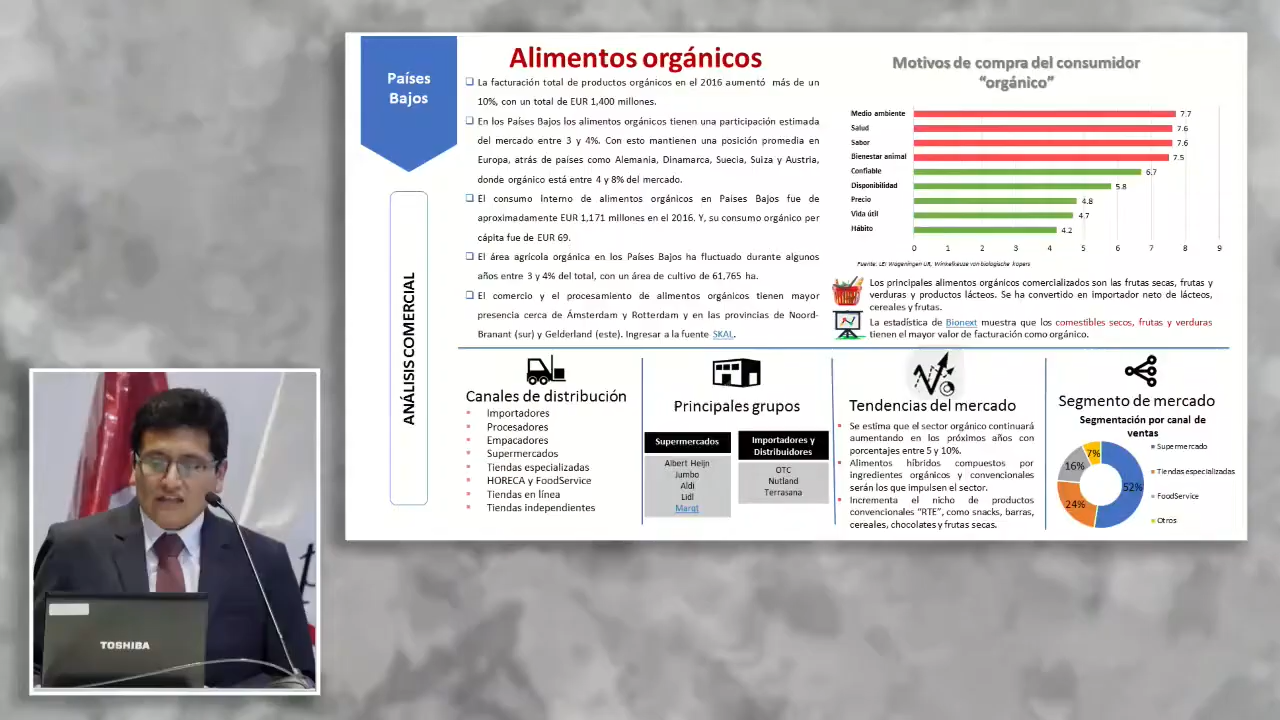 Países
Bajos
ANÁLISIS COMERCIAL
Alimentos orgánicos
La facturación total de productos orgánicos en el 2016 aumentó más de un
10%, con un total de EUR 1,400 millones.
En los Países Bajos los alimentos orgánicos tienen una participación estimada
del mercado entre 3 y 4%. Con esto mantienen una posición promedia en
Europa, atrás de países como Alemania, Dinamarca, Suecia, Suiza y Austria,
donde orgánico está entre 4 y 8% del mercado.
El consumo interno de alimentos orgánicos en Paises Bajos fue de
aproximadamente EUR 1,171 millones en el 2016. Y, su consumo orgánico per
cápita fue de EUR 69.
El área agrícola orgánica en los Países Bajos ha fluctuado durante algunos
años entre 3 y 4% del total, con un área de cultivo de 61,765 ha.
El comercio y el procesamiento de alimentos orgánicos tienen mayor
presencia cerca de Ámsterdam y Rotterdam y en las provincias de Noord-
Branant (sur) y Gelderland (este). Ingresar a la fuente SKAL.
Motivos de compra del consumidor
"orgánico"
Medio ambiente 7.7
Salud 7.6
Sabor 7.6
Bienestar animal 7.5
Confiable 6.7
Disponibilidad 5.8
Precio 4.8
Vida útil 4.7
Hábito 4.2
0 1 2 3 4 5 6 7 8 9
Fuente: LEI Wageningen UR, Winkelkeuze von biologische kopers
Los principales alimentos orgánicos comercializados son las frutas secas, frutas y
verduras y productos lácteos. Se ha convertido en importador neto de lácteos,
cereales y frutas.
La estadística de Bionext muestra que los comestibles secos, frutas y verduras
tienen el mayor valor de facturación como orgánico.
Canales de distribución
Importadores
Procesadores
Empacadores
Supermercados
Tiendas especializadas
HORECA y FoodService
Tiendas en línea
Tiendas independientes
Principales grupos
Supermercados
Albert Heijn
Jumbo
Aldi
Lidl
Marqt
Importadores y
Distribuidores
OTC
Nutland
Terrasana
Tendencias del mercado
Se estima que el sector orgánico continuará
aumentando en los próximos años con
porcentajes entre 5 y 10%.
Alimentos híbridos compuestos por
ingredientes orgánicos y convencionales
serán los que impulsen el sector.
Incrementa el nicho de productos
convencionales "RTE", como snacks, barras,
cereales, chocolates y frutas secas.
Segmento de mercado
Segmentación por canal de
ventas
7%
16%
52%
24%
Supermercado
Tiendas especializadas
FoodService
Otros
TOSHIBA